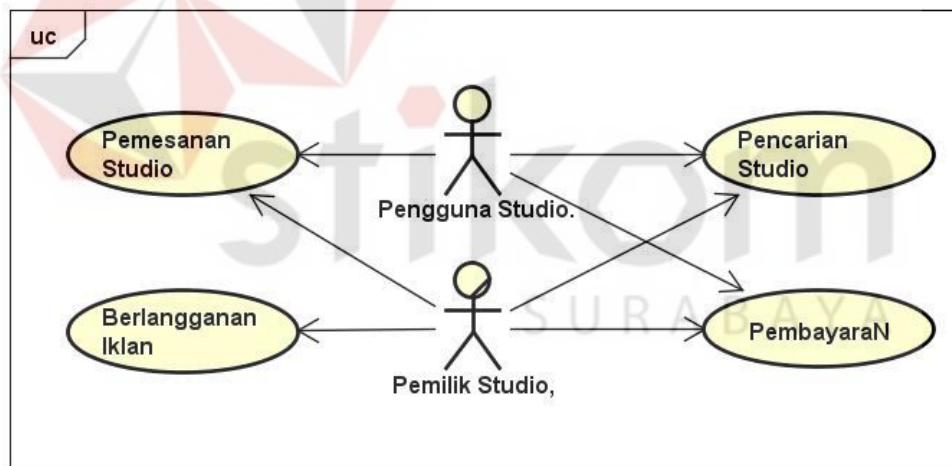 uc
Pemesanan
Studio
Pengguna Studio.
Pencarian
Studio
Berlangganan
Iklan
Pemilik Studio,
PembayaraN
stikom
SURABAYA